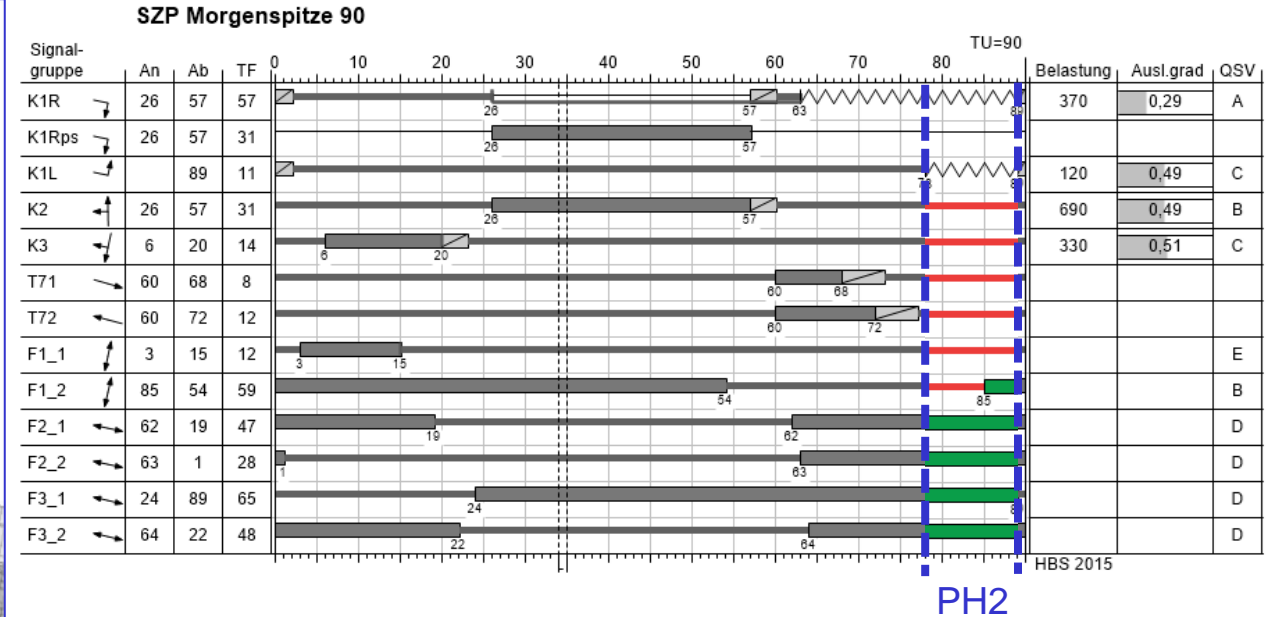 SZP Morgenspitze 90
TU=90
Signal-
gruppe An Ab TF 0 10 20 30 40 50 60 70 80 Belastung Ausl.grad QSV
K1R 26 57 57 26 57 63 89 370 0,29 A
K1Rps 26 57 31 26 57
K1L 89 11 78 89 120 0,49 C
K2 26 57 31 26 57 690 0,49 B
K3 6 20 14 6 20 330 0,51 C
T71 60 68 8 60 68
T72 60 72 12 60 72
F1_1 3 15 12 3 15 E
F1_2 85 54 59 54 85 B
F2_1 62 19 47 19 62 D
F2_2 63 1 28 1 63 D
F3_1 24 89 65 24 89 D
F3_2 64 22 48 22 64 D
HBS 2015
PH2